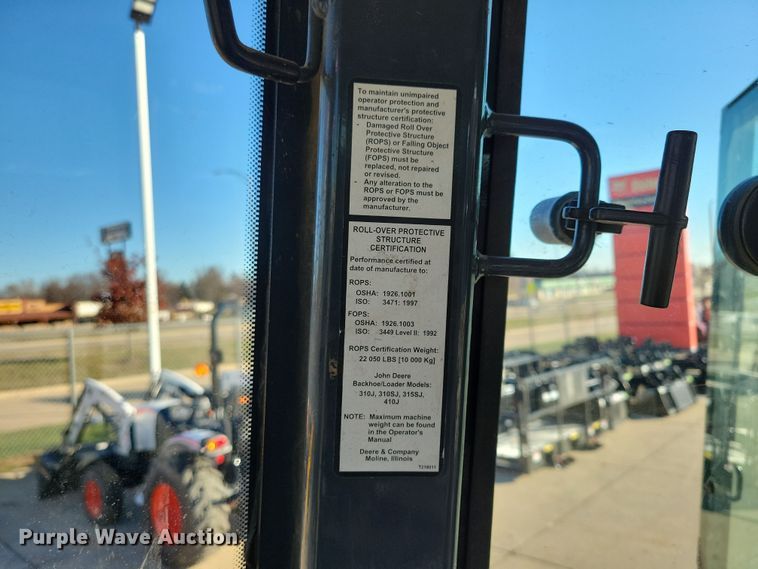 To maintain unimpaired
operator protection and
manufacturer's protective
structure certification:
- Damaged Roll Over
Protective Structure
(ROPS) or Falling Object
Protective Structure
(FOPS) must be
replaced, not repaired
or revised.
- Any alteration to the
ROPS or FOPS must be
approved by the
manufacturer.
ROLL-OVER PROTECTIVE
STRUCTURE
CERTIFICATION
Performance certified at
date of manufacture to:
ROPS:
OSHA: 1926.1001
ISO: 3471: 1997
FOPS:
OSHA: 1926.1003
ISO: 3449 Level II: 1992
ROPS Certification Weight:
22 050 LBS [10 000 Kg]
John Deere
Backhoe/Loader Models:
310J, 310SJ, 315SJ,
410J
NOTE: Maximum machine
weight can be found
in the Operator's
Manual
Deere & Company
Moline, Illinois
Purple Wave Auction